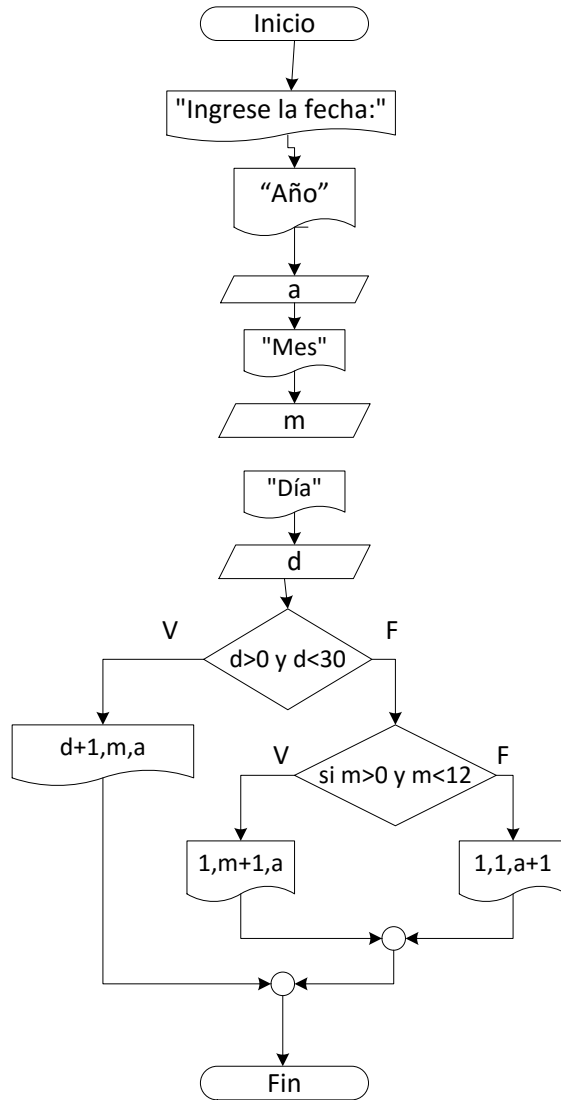 Inicio
"Ingrese la fecha:"
“Año”
a
"Mes"
m
"Día"
d
V
F
d>0 y d<30
d+1,m,a
V
F
si m>0 y m<12
1,m+1,a
1,1,a+1
Fin